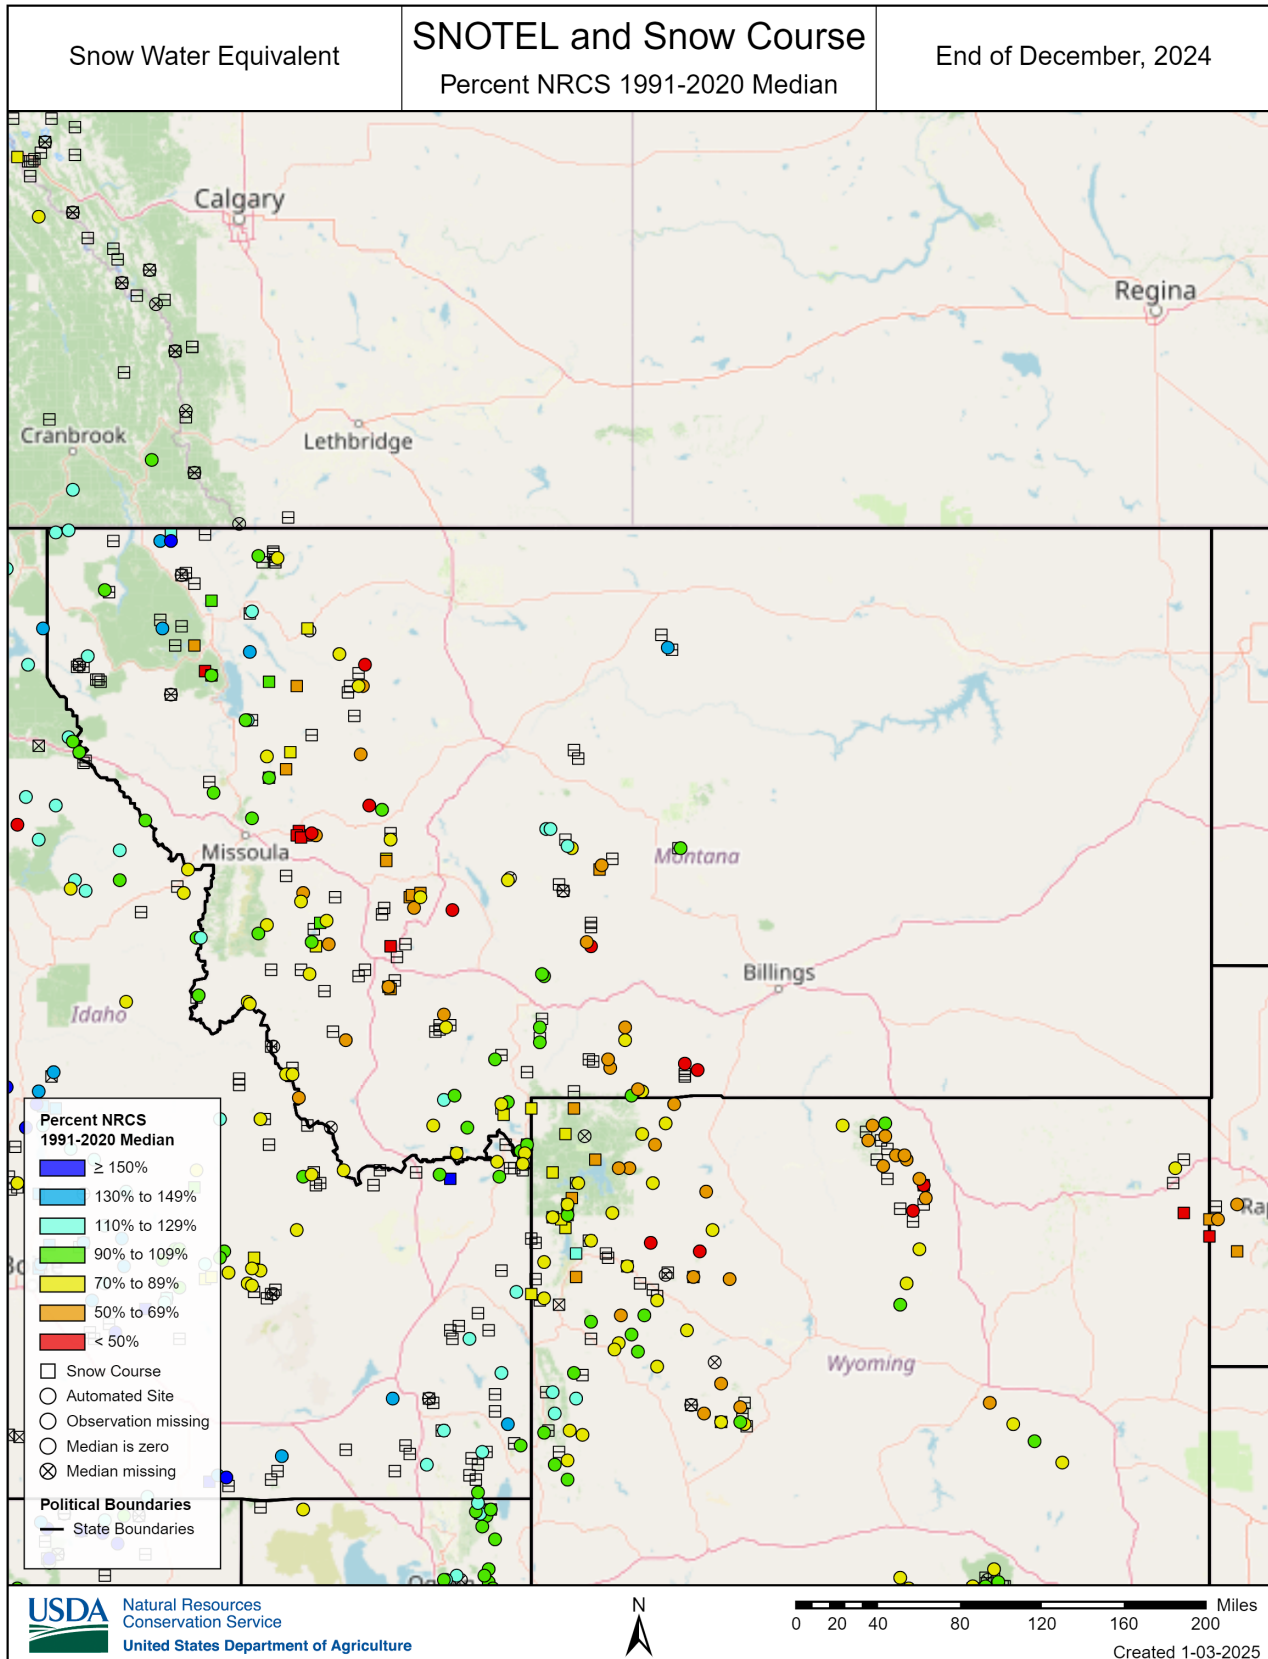 Snow Water Equivalent
SNOTEL and Snow Course
Percent NRCS 1991-2020 Median
End of December, 2024
Calgary
Regina
Cranbrook
Lethbridge
Missoula
Montana
Billings
Idaho
Wyoming
Percent NRCS
1991-2020 Median
≥ 150%
130% to 149%
110% to 129%
90% to 109%
70% to 89%
50% to 69%
< 50%
Snow Course
Automated Site
Observation missing
Median is zero
Median missing
Political Boundaries
State Boundaries
USDA
Natural Resources
Conservation Service
United States Department of Agriculture
N
Miles
0 20 40 80 120 160 200
Created 1-03-2025